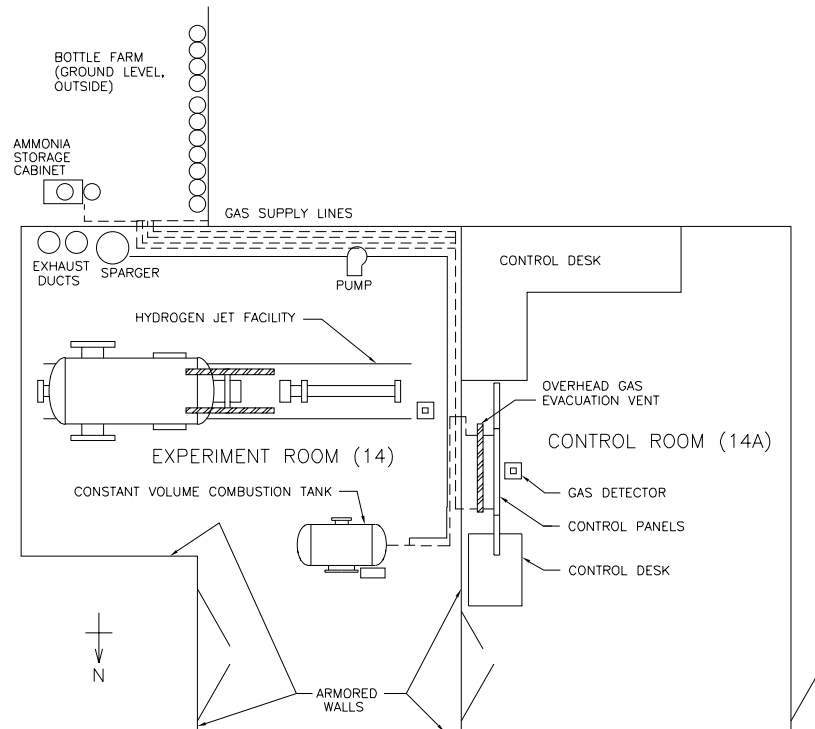 BOTTLE FARM
(GROUND LEVEL,
OUTSIDE)
AMMONIA
STORAGE
CABINET
GAS SUPPLY LINES
EXHAUST
DUCTS
SPARGER
PUMP
CONTROL DESK
HYDROGEN JET FACILITY
OVERHEAD GAS
EVACUATION VENT
EXPERIMENT ROOM (14)
CONTROL ROOM (14A)
CONSTANT VOLUME COMBUSTION TANK
GAS DETECTOR
CONTROL PANELS
CONTROL DESK
N
ARMORED
WALLS